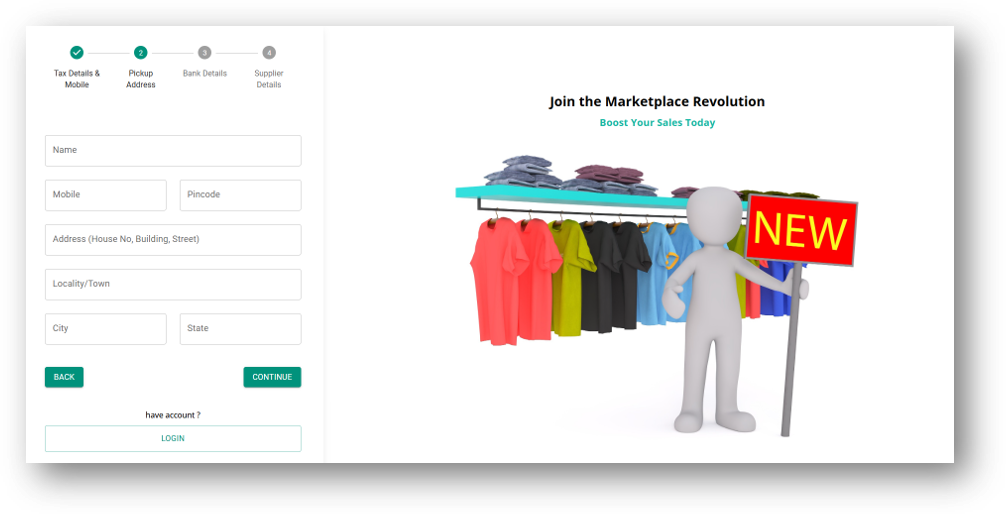 2
3
4
Tax Details &
Mobile
Pickup
Address
Bank Details
Supplier
Details
Name
Mobile
Pincode
Address (House No, Building, Street)
Locality/Town
City
State
BACK
CONTINUE
have account ?
LOGIN
Join the Marketplace Revolution
Boost Your Sales Today
NEW